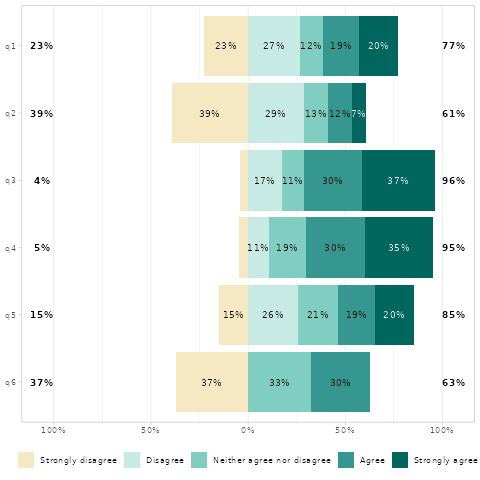 q1 23% 23% 27% 12% 19% 20% 77%
q2 39% 39% 29% 13% 12% 7% 61%
q3 4% 17% 11% 30% 37% 96%
q4 5% 11% 19% 30% 35% 95%
q5 15% 15% 26% 21% 19% 20% 85%
q6 37% 37% 33% 30% 63%
100% 50% 0% 50% 100%
Strongly disagree Disagree Neither agree nor disagree Agree Strongly agree